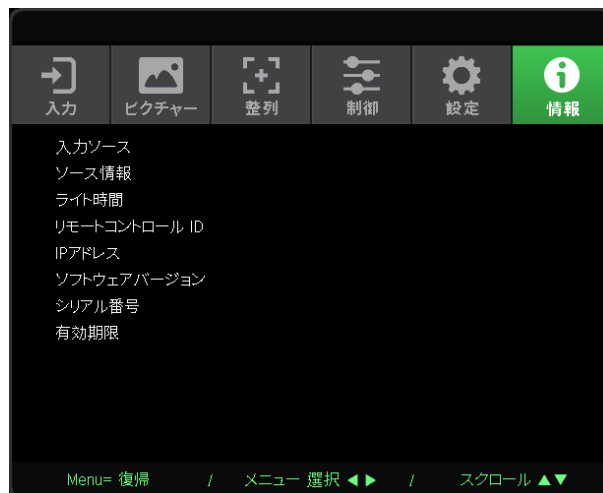 入力 ピクチャー 整列 制御 設定 情報
入力ソース
ソース情報
ライト時間
リモートコントロール ID
IPアドレス
ソフトウェアバージョン
シリアル番号
有効期限
Menu= 復帰 / メニュー 選択 ◀ ▶ / スクロール ▲▼